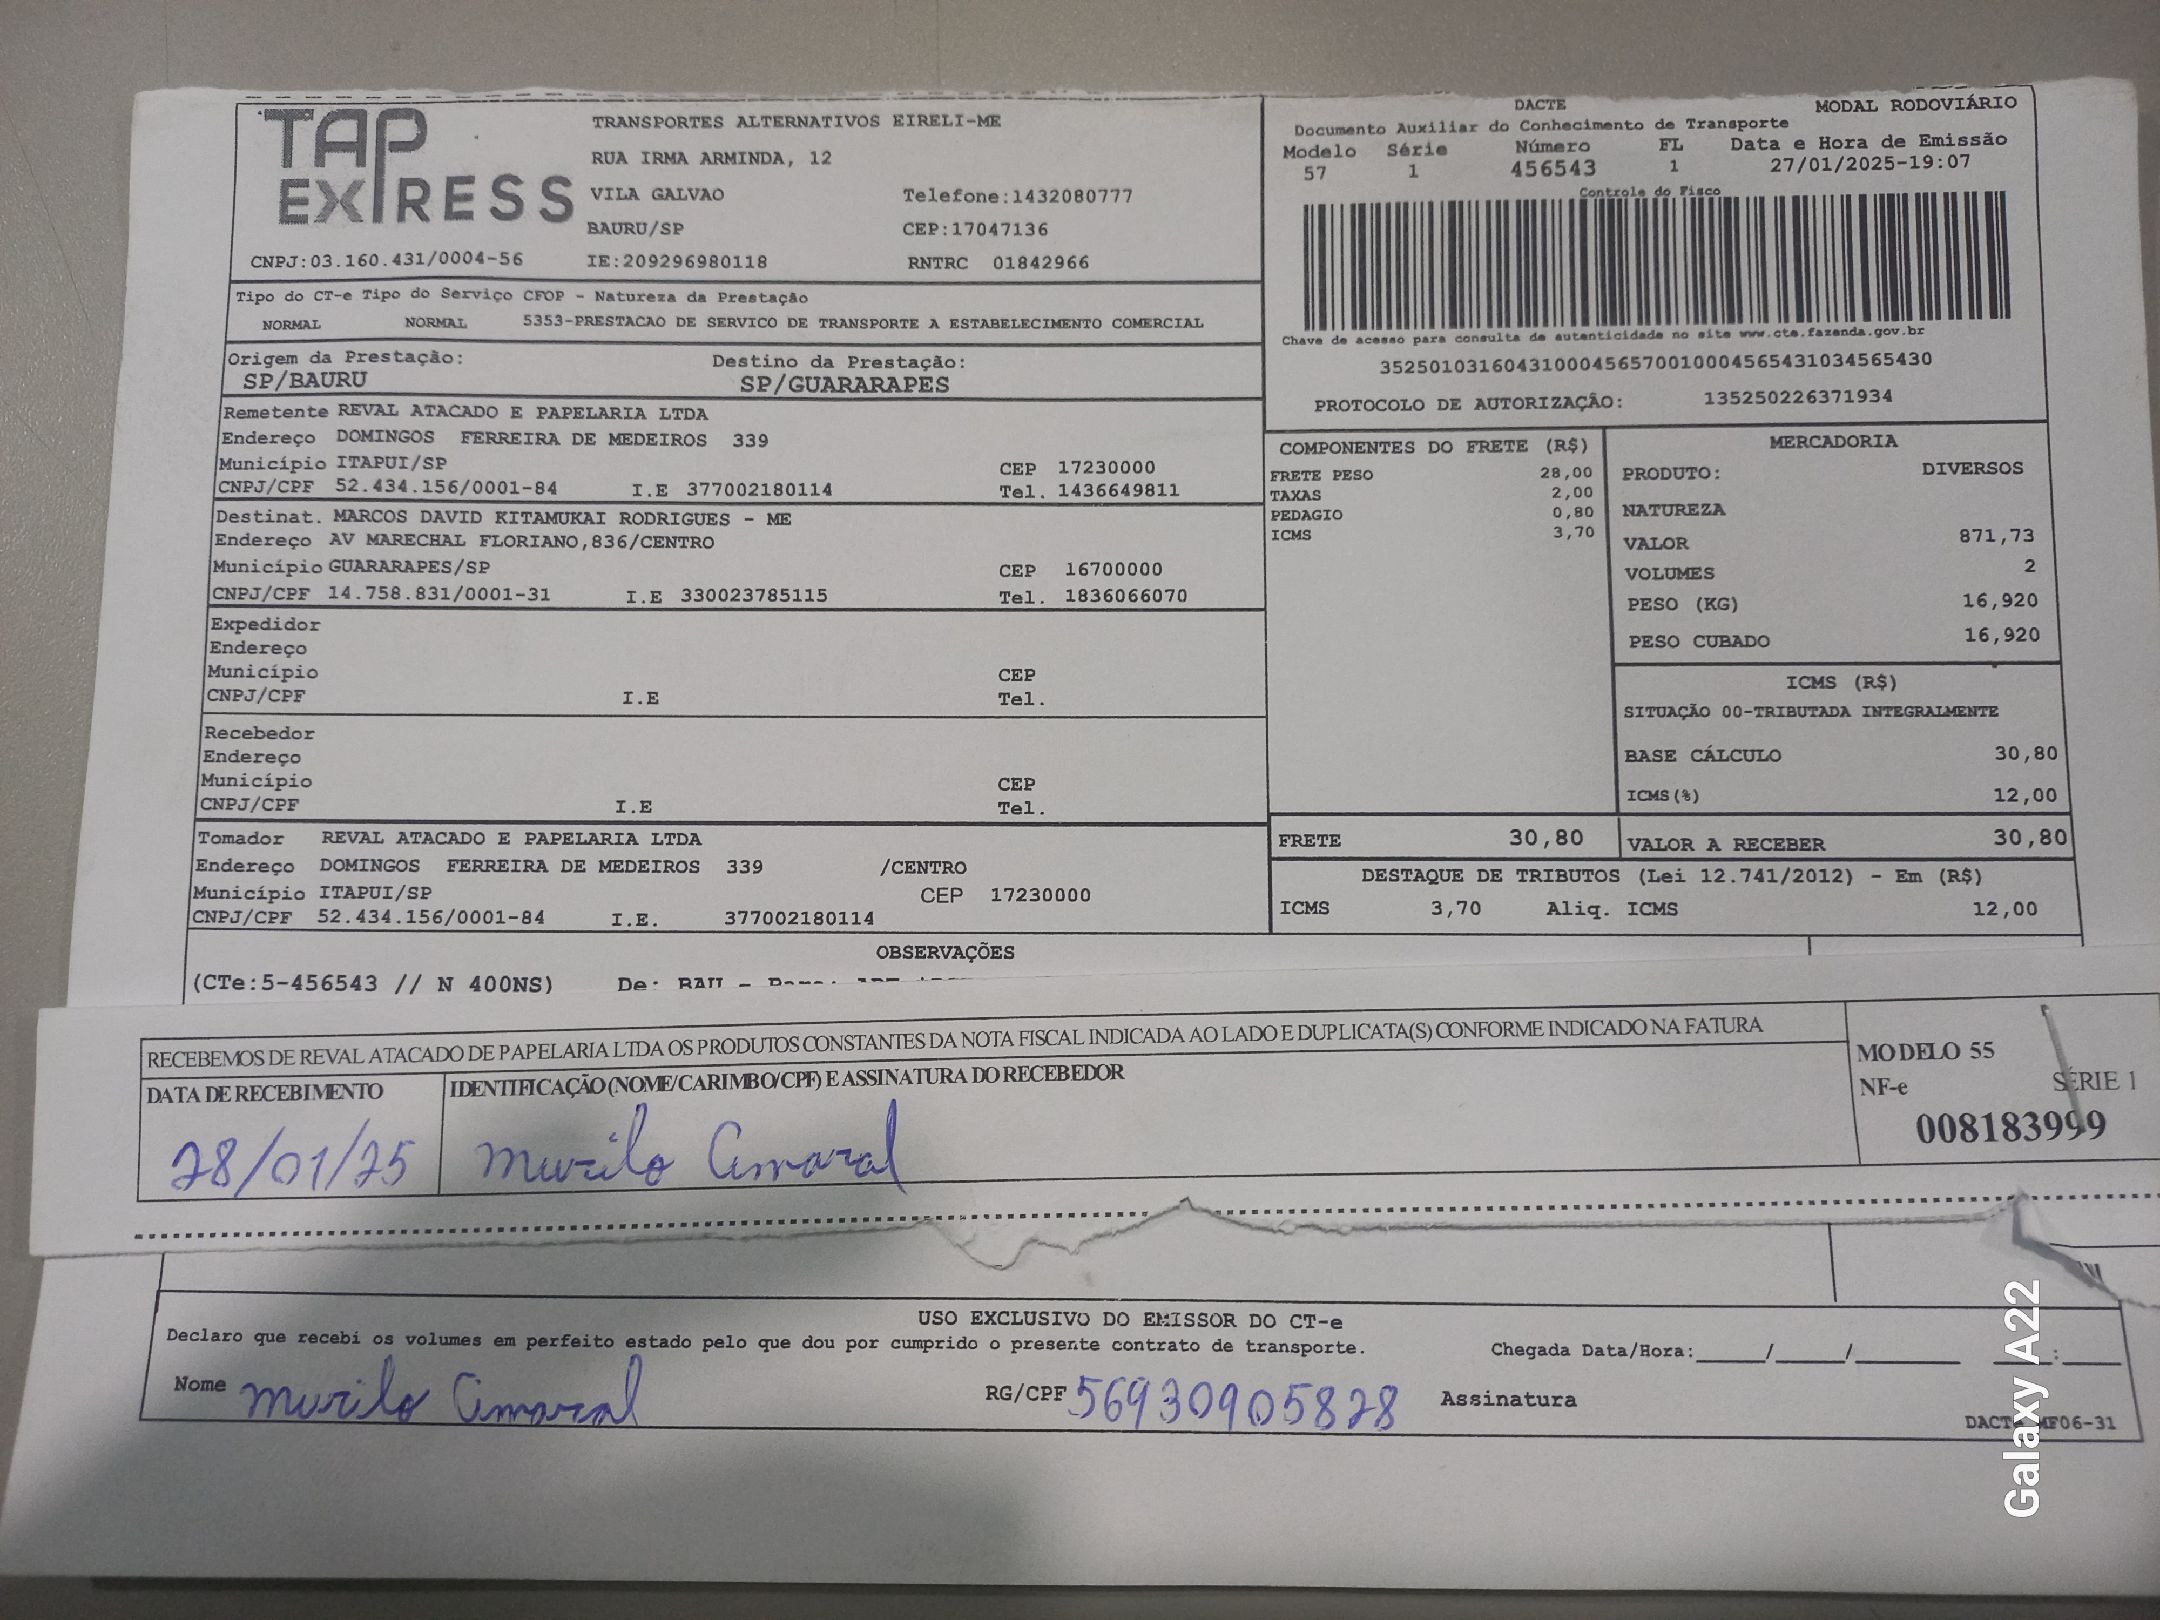 TAP EXPRESS
TRANSPORTES ALTERNATIVOS EIRELI-ME
RUA IRMA ARMINDA, 12
VILA GALVAO Telefone:1432080777
BAURU/SP CEP:17047136
CNPJ:03.160.431/0004-56 IE:209296980118 RNTRC 01842966
DACTE MODAL RODOVIÁRIO
Documento Auxiliar do Conhecimento de Transporte
Modelo Série Número FL Data e Hora de Emissão
57 1 456543 1 27/01/2025-19:07
Controle do Fisco
Chave de acesso para consulta de autenticidade no site www.cte.fazenda.gov.br
35250103160431000456570010004565431034565430
PROTOCOLO DE AUTORIZAÇÃO: 135250226371934
Tipo do CT-e Tipo do Serviço CFOP - Natureza da Prestação
NORMAL NORMAL 5353-PRESTACAO DE SERVICO DE TRANSPORTE A ESTABELECIMENTO COMERCIAL
Origem da Prestação: Destino da Prestação:
SP/BAURU SP/GUARARAPES
Remetente REVAL ATACADO E PAPELARIA LTDA
Endereço DOMINGOS FERREIRA DE MEDEIROS 339
Município ITAPUI/SP CEP 17230000
CNPJ/CPF 52.434.156/0001-84 I.E 377002180114 Tel. 1436649811
Destinat. MARCOS DAVID KITAMUKAI RODRIGUES - ME
Endereço AV MARECHAL FLORIANO,836/CENTRO
Município GUARARAPES/SP CEP 16700000
CNPJ/CPF 14.758.831/0001-31 I.E 330023785115 Tel. 1836066070
Expedidor
Endereço
Município CEP
CNPJ/CPF I.E Tel.
Recebedor
Endereço
Município CEP
CNPJ/CPF I.E Tel.
Tomador REVAL ATACADO E PAPELARIA LTDA
Endereço DOMINGOS FERREIRA DE MEDEIROS 339 /CENTRO
Município ITAPUI/SP CEP 17230000
CNPJ/CPF 52.434.156/0001-84 I.E. 377002180114
COMPONENTES DO FRETE (R$)
FRETE PESO 28,00
TAXAS 2,00
PEDAGIO 0,80
ICMS 3,70
MERCADORIA
PRODUTO: DIVERSOS
NATUREZA
VALOR 871,73
VOLUMES 2
PESO (KG) 16,920
PESO CUBADO 16,920
ICMS (R$)
SITUAÇÃO 00-TRIBUTADA INTEGRALMENTE
BASE CÁLCULO 30,80
ICMS(%) 12,00
FRETE 30,80 VALOR A RECEBER 30,80
DESTAQUE DE TRIBUTOS (Lei 12.741/2012) - Em (R$)
ICMS 3,70 Aliq. ICMS 12,00
OBSERVAÇÕES
(CTe:5-456543 // N 400NS) De: BAU -
RECEBEMOS DE REVAL ATACADO DE PAPELARIA LTDA OS PRODUTOS CONSTANTES DA NOTA FISCAL INDICADA AO LADO E DUPLICATA(S) CONFORME INDICADO NA FATURA
DATA DE RECEBIMENTO IDENTIFICAÇÃO (NOME/CARIMBO/CPF) E ASSINATURA DO RECEBEDOR
28/01/25 Murilo Amaral
MODELO 55
NF-e SÉRIE 1
008183999
USO EXCLUSIVO DO EMISSOR DO CT-e
Declaro que recebi os volumes em perfeito estado pelo que dou por cumprido o presente contrato de transporte. Chegada Data/Hora:_____/_____/________ ____:____
Nome Murilo Amaral RG/CPF 56930905828 Assinatura
DACTE MF06-31
Galaxy A22